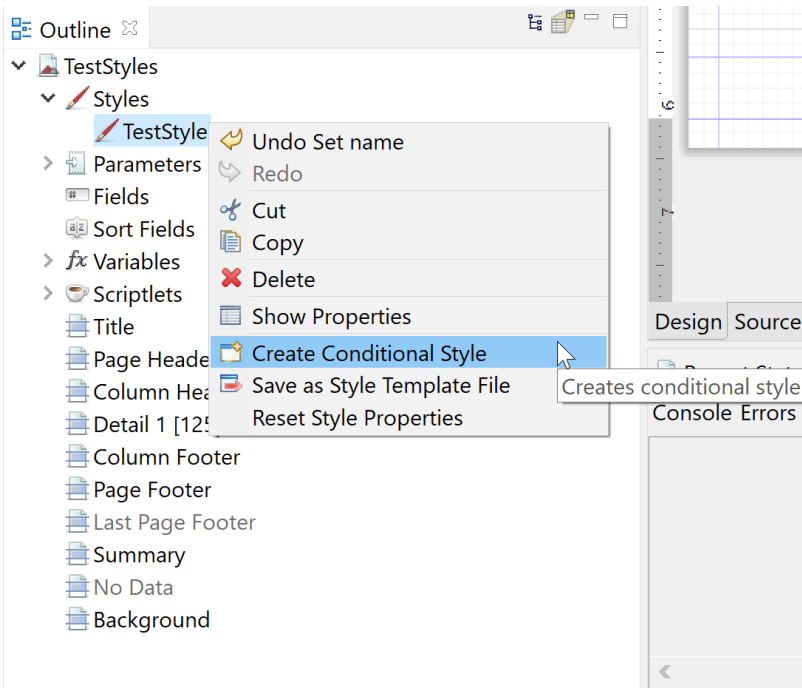 Outline
TestStyles
Styles
TestStyle
Parameters
Fields
Sort Fields
Variables
Scriptlets
Title
Page Heade
Column Hea
Detail 1 [125
Column Footer
Page Footer
Last Page Footer
Summary
No Data
Background
Undo Set name
Redo
Cut
Copy
Delete
Show Properties
Create Conditional Style
Save as Style Template File
Reset Style Properties
Creates conditional style
6
7
Design Source
Console Errors